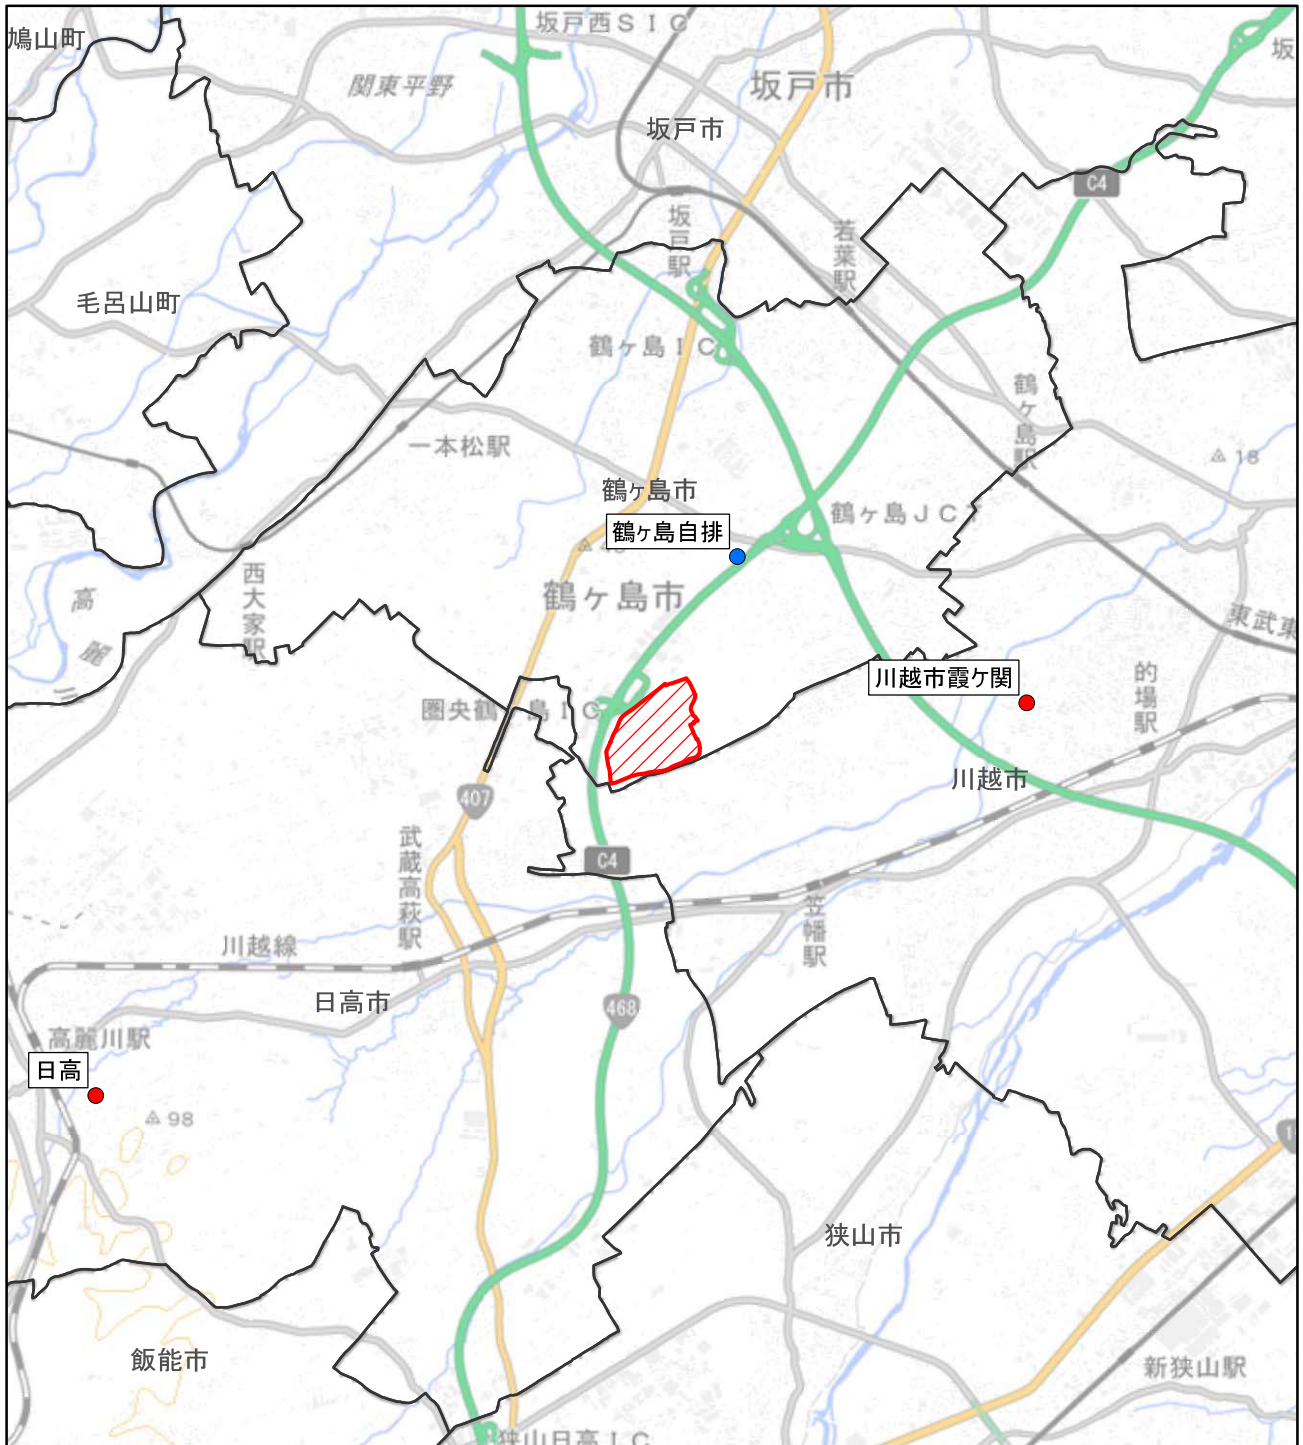 坂戸西ＳＩＣ
鳩山町
坂
関東平野
坂戸市
坂戸市
C4
坂戸駅
若葉駅
毛呂山町
鶴ヶ島ＩＣ
鶴ヶ島駅
一本松駅
18
鶴ヶ島市
鶴ヶ島ＪＣＴ
鶴ヶ島自排
鶴ヶ島市
西大家駅
高麗川
東武東
川越市霞ケ関
的場駅
圏央鶴ヶ島ＩＣ
川越市
407
武蔵高萩駅
C4
笠幡駅
川越線
日高市
468
高麗川駅
日高
98
狭山市
飯能市
新狭山駅
狭山日高ＩＣ